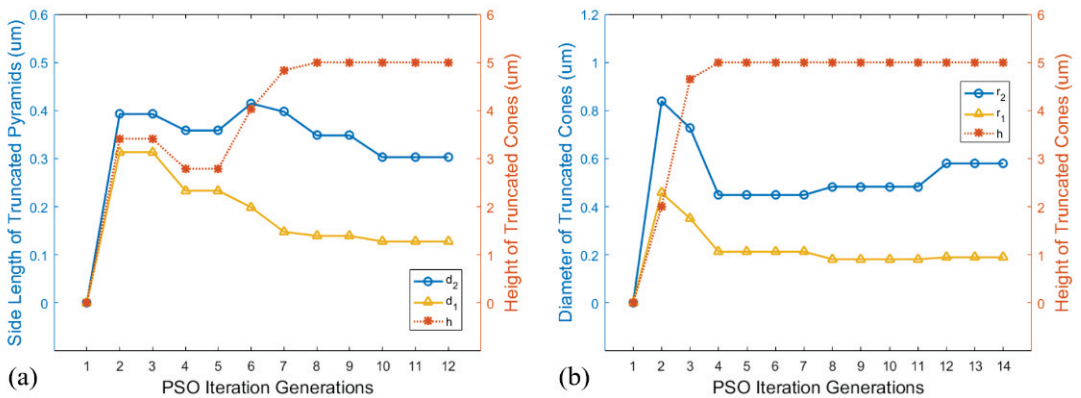 Side Length of Truncated Pyramids (um)
0.6
0.5
0.4
0.3
0.2
0.1
0
6
5
4
3
2
1
0
Height of Truncated Cones (um)
d2
d1
h
1 2 3 4 5 6 7 8 9 10 11 12
PSO Iteration Generations
(a)
Diameter of Truncated Cones (um)
1.2
1
0.8
0.6
0.4
0.2
0
6
5
4
3
2
1
0
Height of Truncated Cones (um)
r2
r1
h
1 2 3 4 5 6 7 8 9 10 11 12 13 14
PSO Iteration Generations
(b)